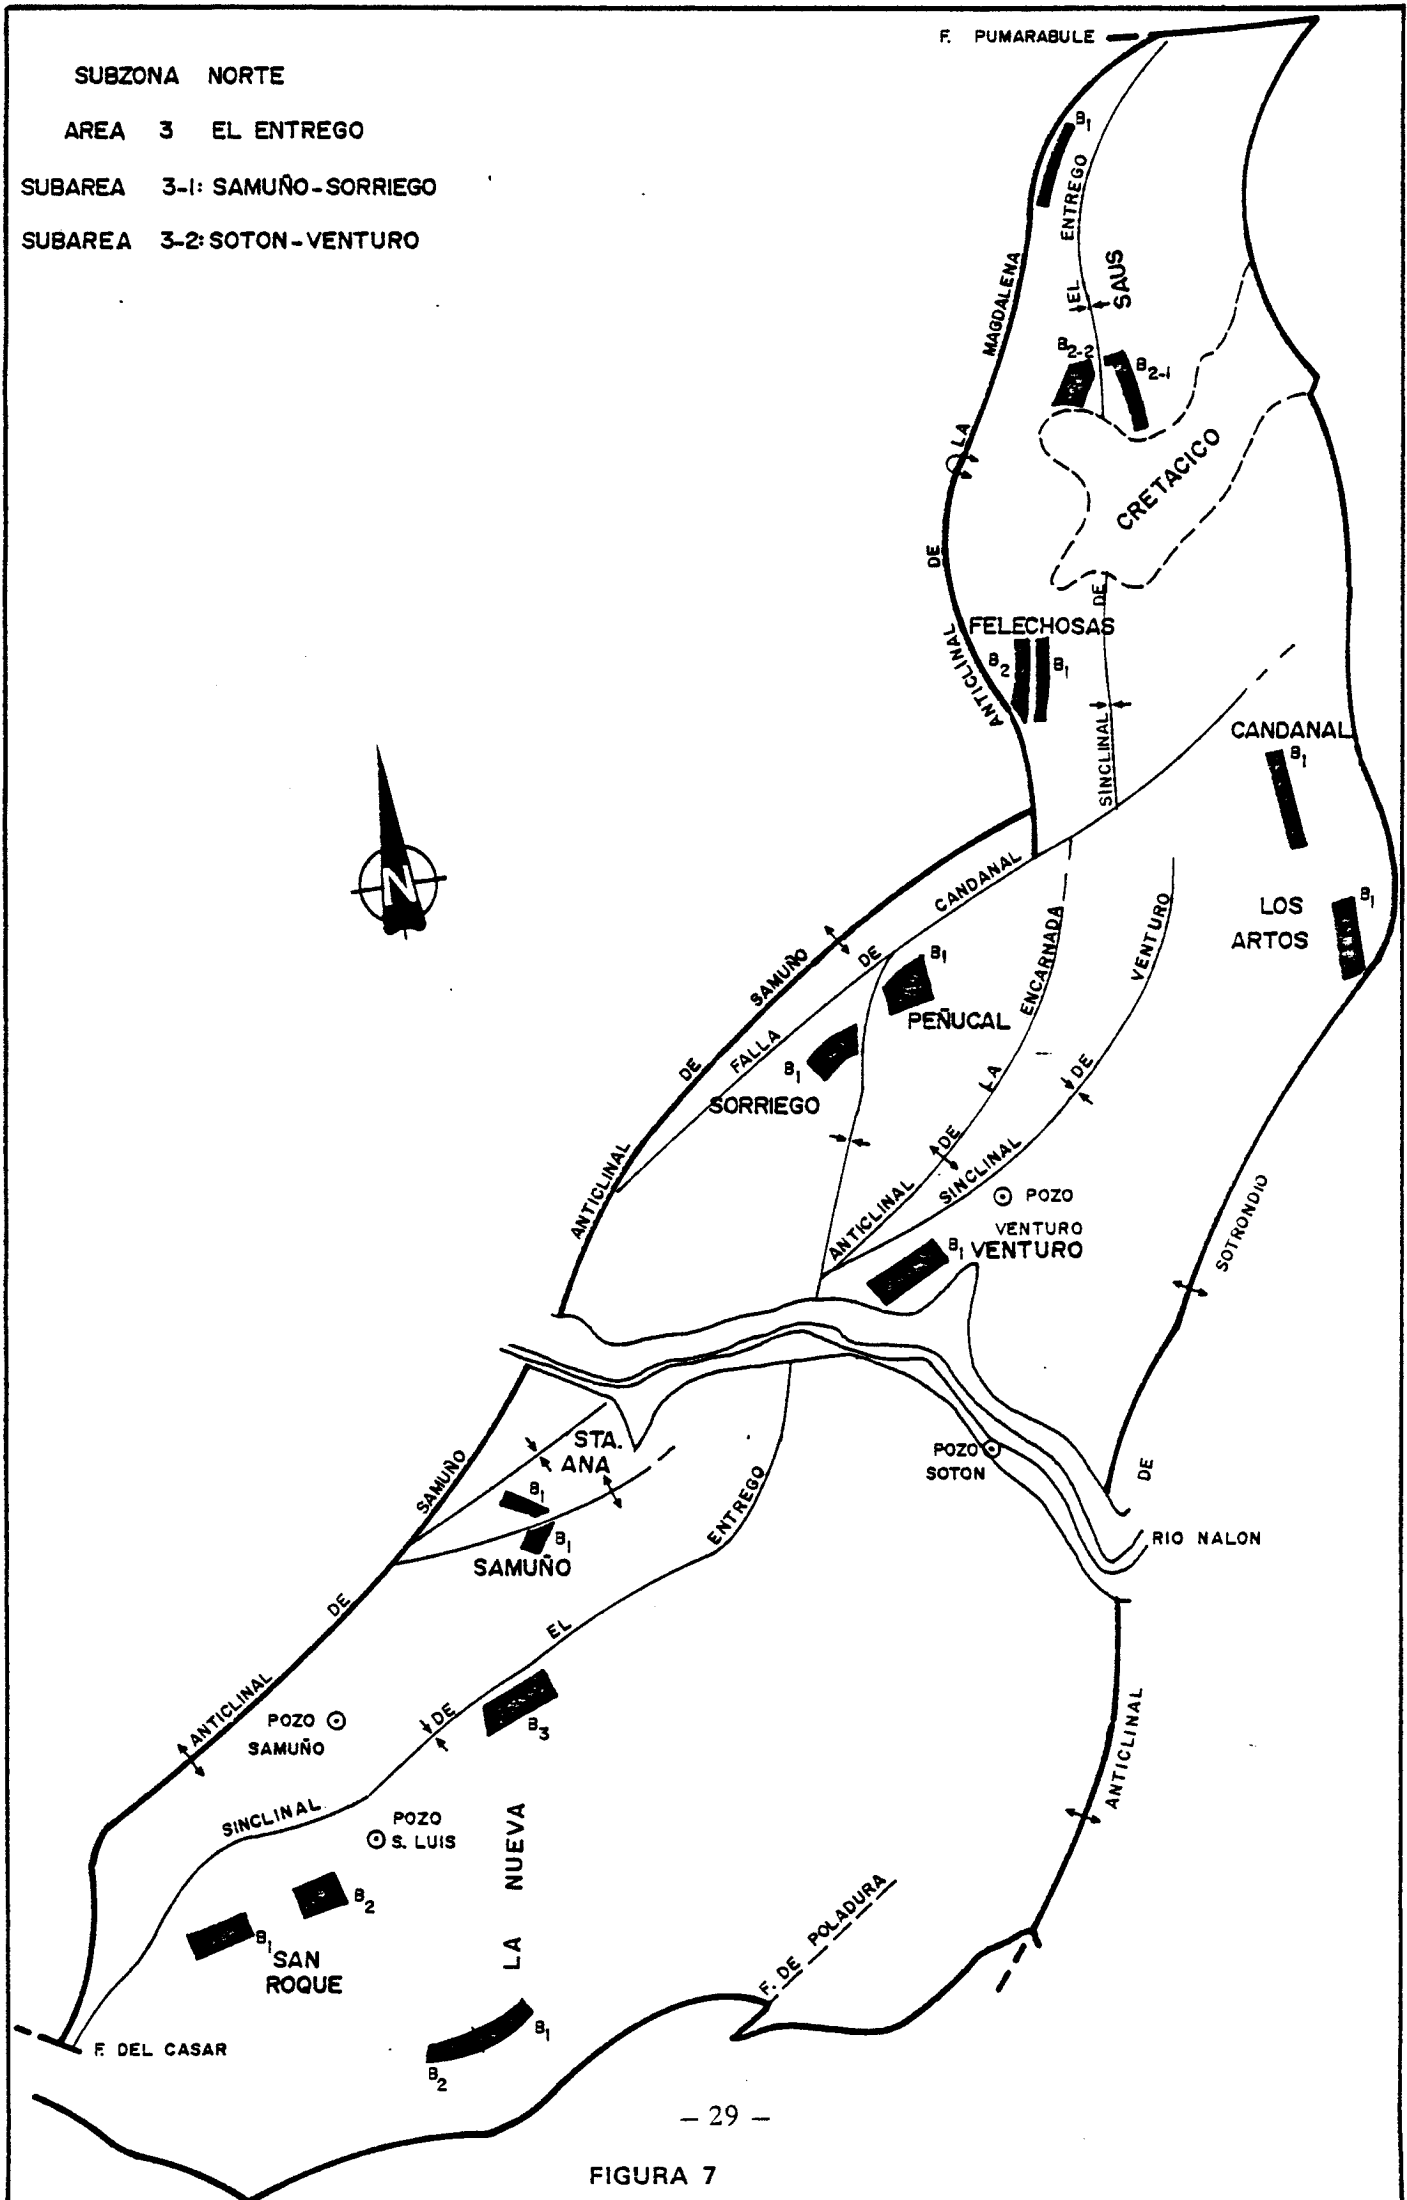 F. PUMARABULE
SUBZONA NORTE
AREA 3 EL ENTREGO
SUBAREA 3-1: SAMUÑO-SORRIEGO
SUBAREA 3-2: SOTON-VENTURO
B1
ENTREGO
EL
SAUS
MAGDALENA
B2-2
B2-1
LA
CRETACICO
DE
DE
FELECHOSAS
ANTICLINAL
B2
B1
SINCLINAL
CANDANAL
B1
N
CANDANAL
LOS
ARTOS
B1
SAMUÑO
DE
B1
PEÑUCAL
ENCARNADA
VENTURO
DE
FALLA
B1
SORRIEGO
LA
DE
DE
ANTICLINAL
ANTICLINAL
SINCLINAL
POZO
VENTURO
B1 VENTURO
SOTRONDIO
STA.
ANA
POZO
SOTON
DE
SAMUÑO
B1
B1
SAMUÑO
ENTREGO
RIO NALON
DE
EL
ANTICLINAL
POZO
SAMUÑO
DE
B3
ANTICLINAL
SINCLINAL
POZO
S. LUIS
LA NUEVA
B2
B1
SAN
ROQUE
F. DE POLADURA
F. DEL CASAR
B1
B2
– 29 –
FIGURA 7